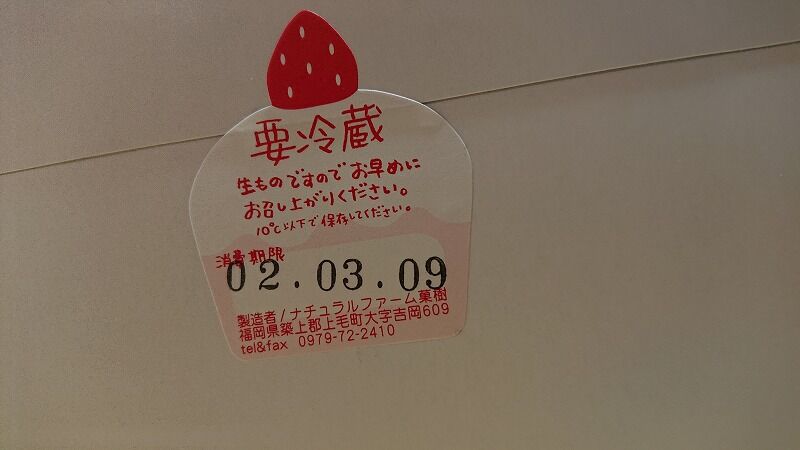 要冷蔵
生ものですのでお早めに
お召し上がりください。
10℃以下で保存してください。
消費期限
02.03.09
製造者/ナチュラルファーム菓樹
福岡県築上郡上毛町大字吉岡609
tel&fax 0979-72-2410